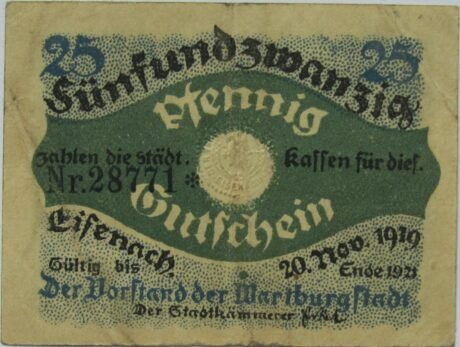 25 25
Fünfundzwanzig
Pfennig
zahlen die städt. Kassen für dies.
Nr. 28771 *
Gutschein
Eisenach, 20. Nov. 1919
Gültig bis Ende 1921
Der Vorstand der Wartburgstadt
Der Stadtkämmerer